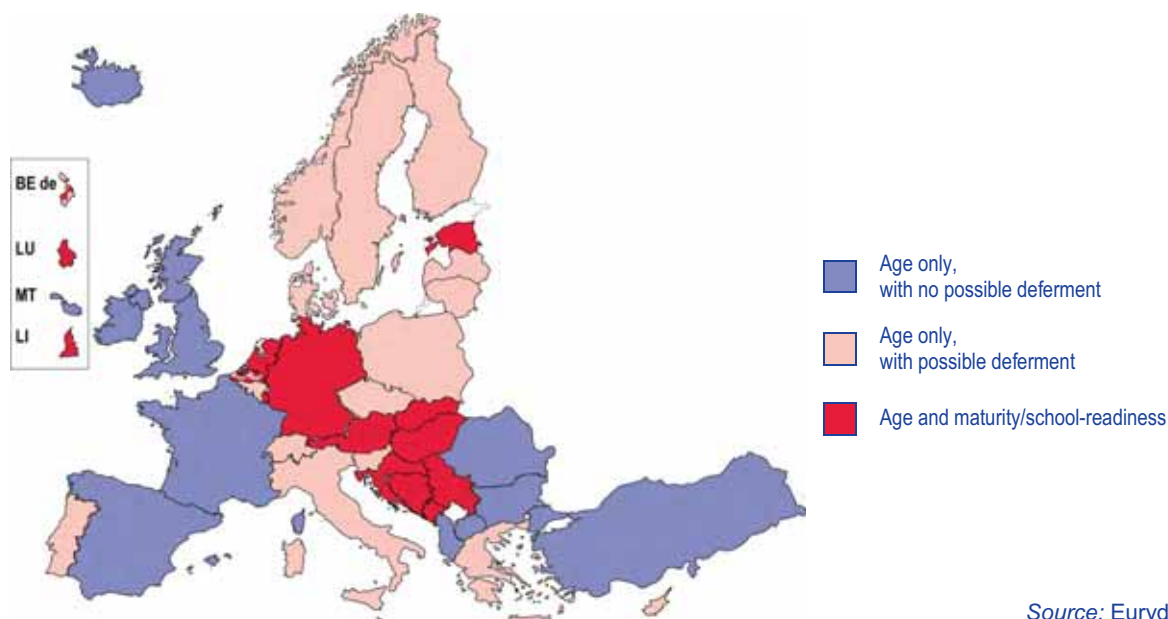 BE de
LU
MT
LI
Age only,
with no possible deferment
Age only,
with possible deferment
Age and maturity/school-readiness
Source: Euryd